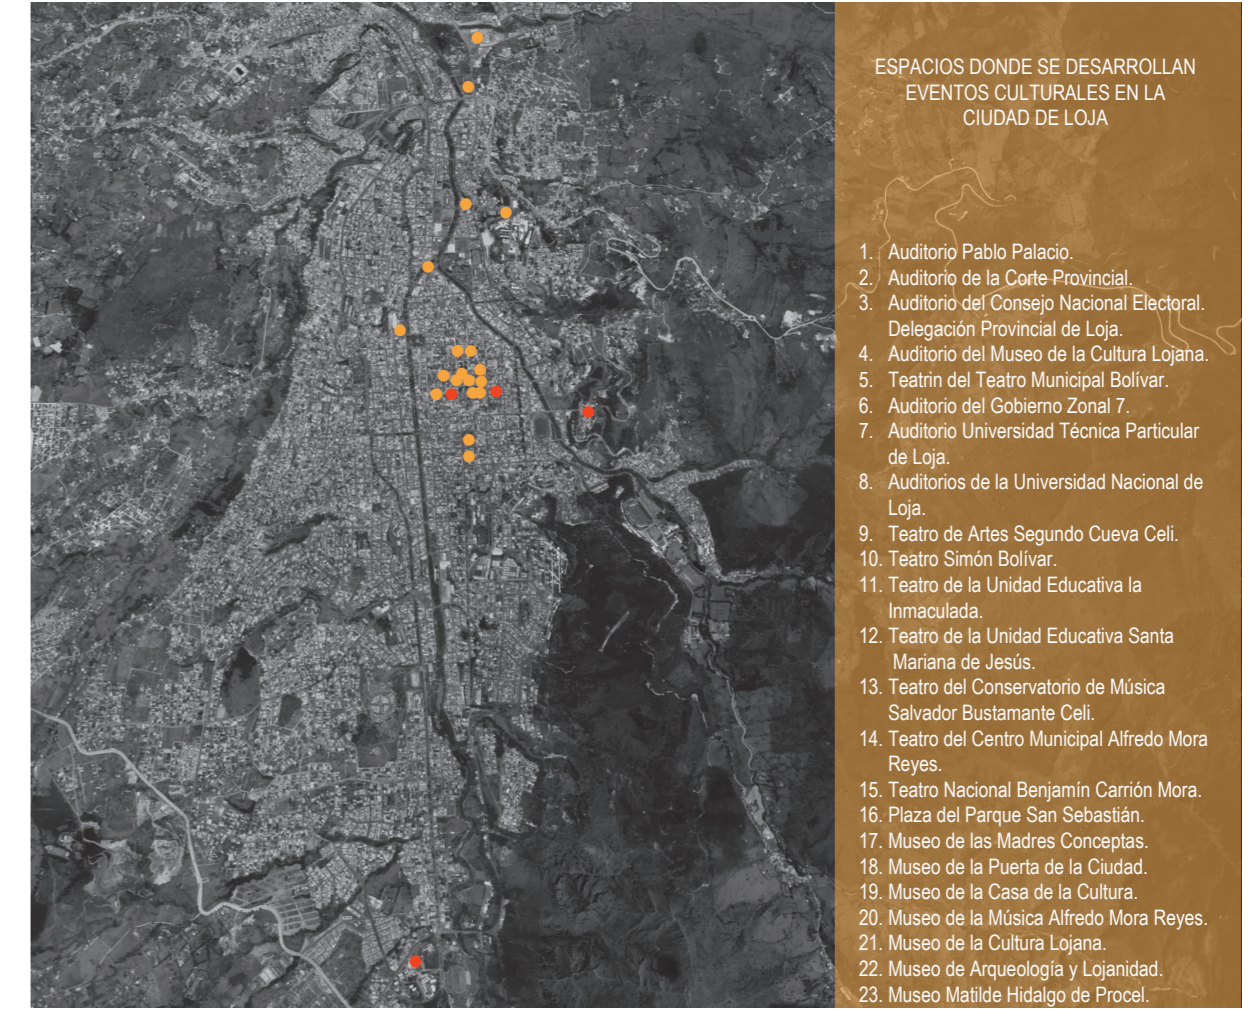 ESPACIOS DONDE SE DESARROLLAN
EVENTOS CULTURALES EN LA
CIUDAD DE LOJA
1. Auditorio Pablo Palacio.
2. Auditorio de la Corte Provincial.
3. Auditorio del Consejo Nacional Electoral.
Delegación Provincial de Loja.
4. Auditorio del Museo de la Cultura Lojana.
5. Teatrin del Teatro Municipal Bolívar.
6. Auditorio del Gobierno Zonal 7.
7. Auditorio Universidad Técnica Particular
de Loja.
8. Auditorios de la Universidad Nacional de
Loja.
9. Teatro de Artes Segundo Cueva Celi.
10. Teatro Simón Bolívar.
11. Teatro de la Unidad Educativa la
Inmaculada.
12. Teatro de la Unidad Educativa Santa
Mariana de Jesús.
13. Teatro del Conservatorio de Música
Salvador Bustamante Celi.
14. Teatro del Centro Municipal Alfredo Mora
Reyes.
15. Teatro Nacional Benjamín Carrión Mora.
16. Plaza del Parque San Sebastián.
17. Museo de las Madres Conceptas.
18. Museo de la Puerta de la Ciudad.
19. Museo de la Casa de la Cultura.
20. Museo de la Música Alfredo Mora Reyes.
21. Museo de la Cultura Lojana.
22. Museo de Arqueología y Lojanidad.
23. Museo Matilde Hidalgo de Procel.